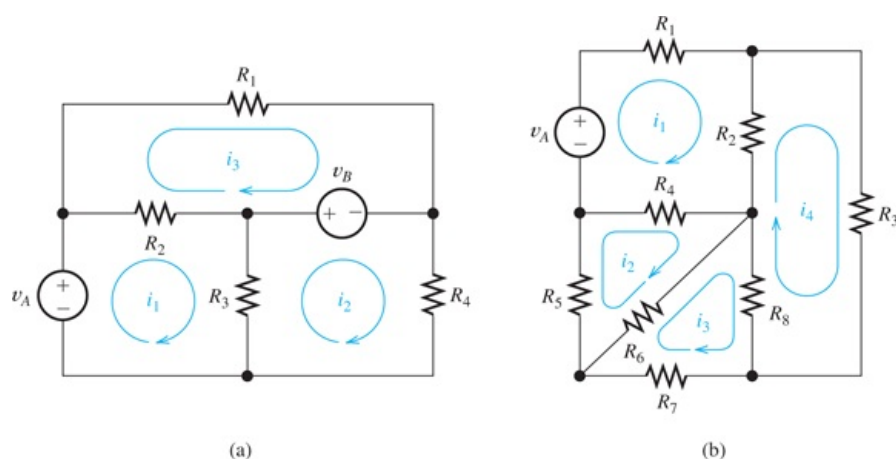 R1
i3
vB
+ −
R2
vA
+
−
i1
R3
i2
R4
(a)
R1
vA
+
−
i1
R2
R4
i4
R3
i2
R5
i3
R8
R6
R7
(b)